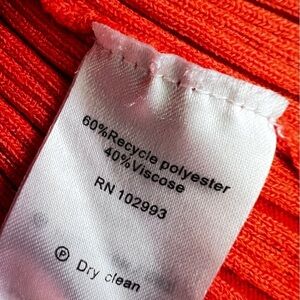 60%Recycle polyester
40%Viscose
RN 102993
Ⓟ Dry clean